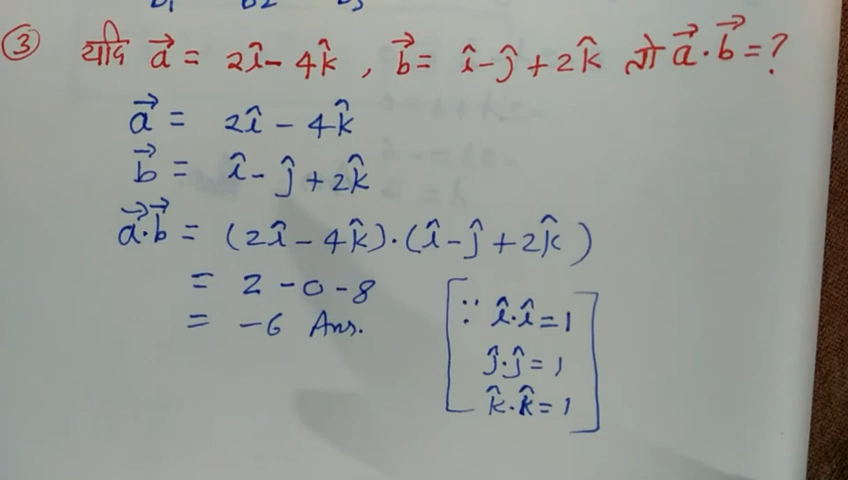 ③ यदि a⃗ = 2î - 4k̂ , b⃗ = î - ĵ + 2k̂ तो a⃗ . b⃗ = ?
a⃗ = 2î - 4k̂
b⃗ = î - ĵ + 2k̂
a⃗.b⃗ = (2î - 4k̂).(î - ĵ + 2k̂)
= 2 - 0 - 8
= -6 Ans.
∵ î.î = 1
ĵ.ĵ = 1
k̂.k̂ = 1